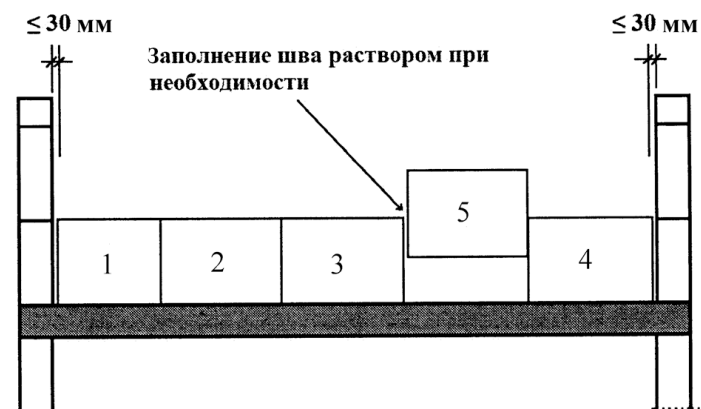 ≤ 30 мм
≤ 30 мм
Заполнение шва раствором при
необходимости
5
1
2
3
4